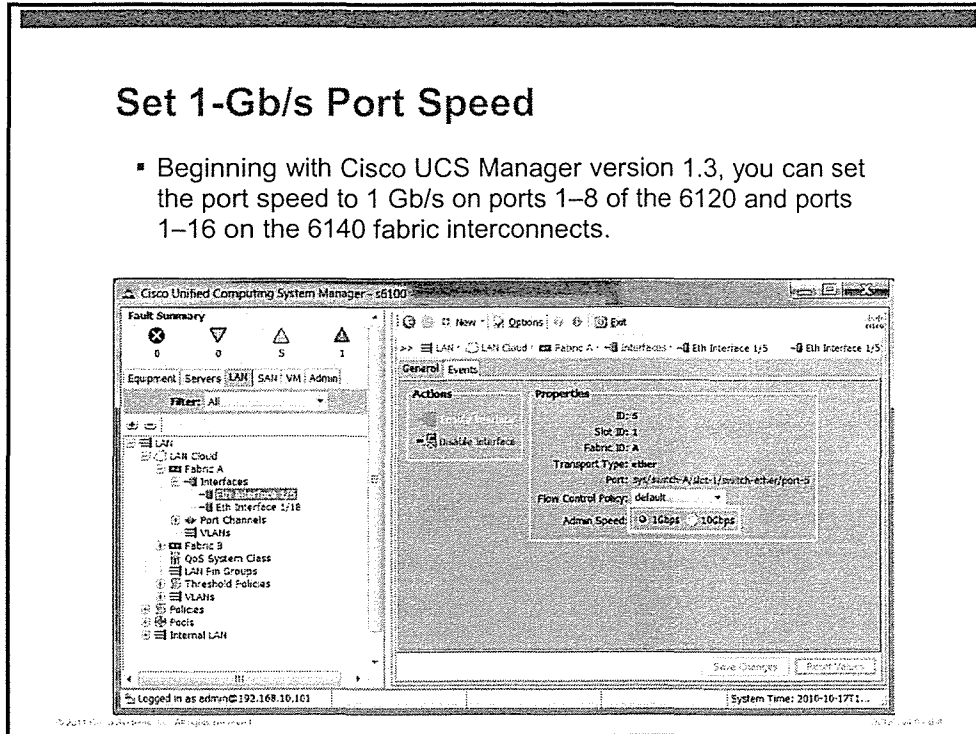 Set 1-Gb/s Port Speed
▪ Beginning with Cisco UCS Manager version 1.3, you can set
the port speed to 1 Gb/s on ports 1–8 of the 6120 and ports
1–16 on the 6140 fabric interconnects.
Cisco Unified Computing System Manager - s6100
Fault Summary
0 0 5 1
Equipment Servers LAN SAN VM Admin
Filter: All
LAN
LAN Cloud
Fabric A
Interfaces
Eth Interface 1/5
Eth Interface 1/18
Port Channels
VLANs
Fabric B
QoS System Class
LAN Pin Groups
Threshold Policies
VLANs
Policies
Pools
Internal LAN
New Options Exit
>> LAN LAN Cloud Fabric A Interfaces Eth Interface 1/5 Eth Interface 1/5
General Events
Actions
Disable Interface
Properties
ID: 5
Slot ID: 1
Fabric ID: A
Transport Type: ether
Port: sys/switch-A/slot-1/switch-ether/port-5
Flow Control Policy: default
Admin Speed: 1Gbps 10Gbps
Save Changes Reset Values
Logged in as admin@192.168.10.101
System Time: 2010-10-17T1...